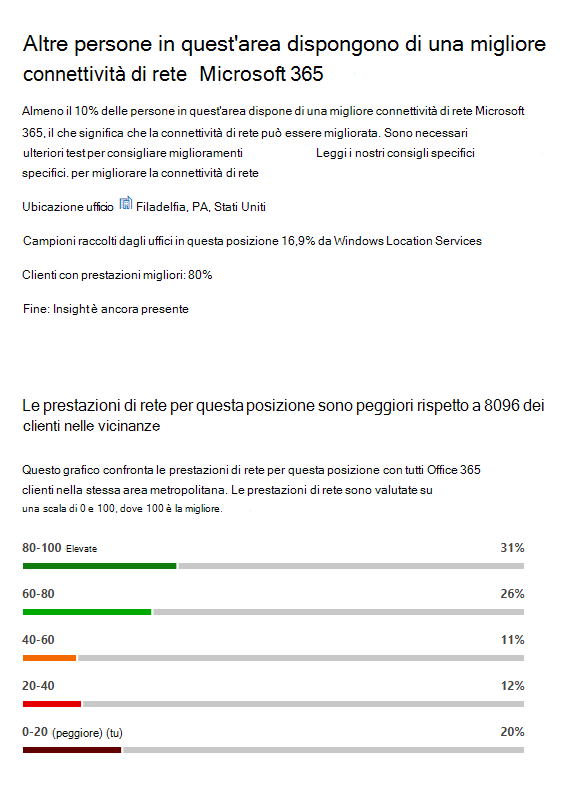 Altre persone in quest'area dispongono di una migliore
connettività di rete Microsoft 365
Almeno il 10% delle persone in quest'area dispone di una migliore connettività di rete Microsoft
365, il che significa che la connettività di rete può essere migliorata. Sono necessari
ulteriori test per consigliare miglioramenti Leggi i nostri consigli specifici
specifici. per migliorare la connettività di rete
Ubicazione ufficio Filadelfia, PA, Stati Uniti
Campioni raccolti dagli uffici in questa posizione 16,9% da Windows Location Services
Clienti con prestazioni migliori: 80%
Fine: Insight è ancora presente
Le prestazioni di rete per questa posizione sono peggiori rispetto a 8096 dei
clienti nelle vicinanze
Questo grafico confronta le prestazioni di rete per questa posizione con tutti Office 365
clienti nella stessa area metropolitana. Le prestazioni di rete sono valutate su
una scala di 0 e 100, dove 100 è la migliore.
80-100 Elevate 31%
60-80 26%
40-60 11%
20-40 12%
0-20 (peggiore) (tu) 20%